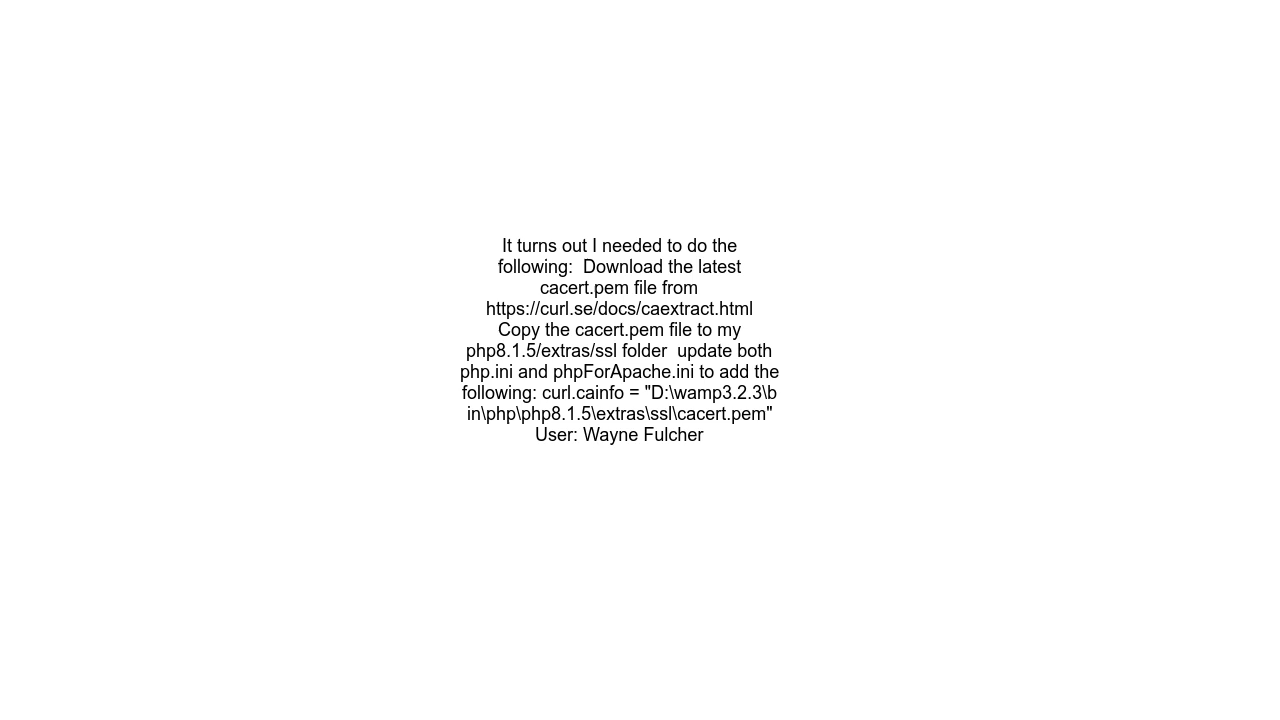 It turns out I needed to do the
following:  Download the latest
cacert.pem file from
https://curl.se/docs/caextract.html
Copy the cacert.pem file to my
php8.1.5/extras/ssl folder  update both
php.ini and phpForApache.ini to add the
following: curl.cainfo = "D:\wamp3.2.3\b
in\php\php8.1.5\extras\ssl\cacert.pem"
User: Wayne Fulcher